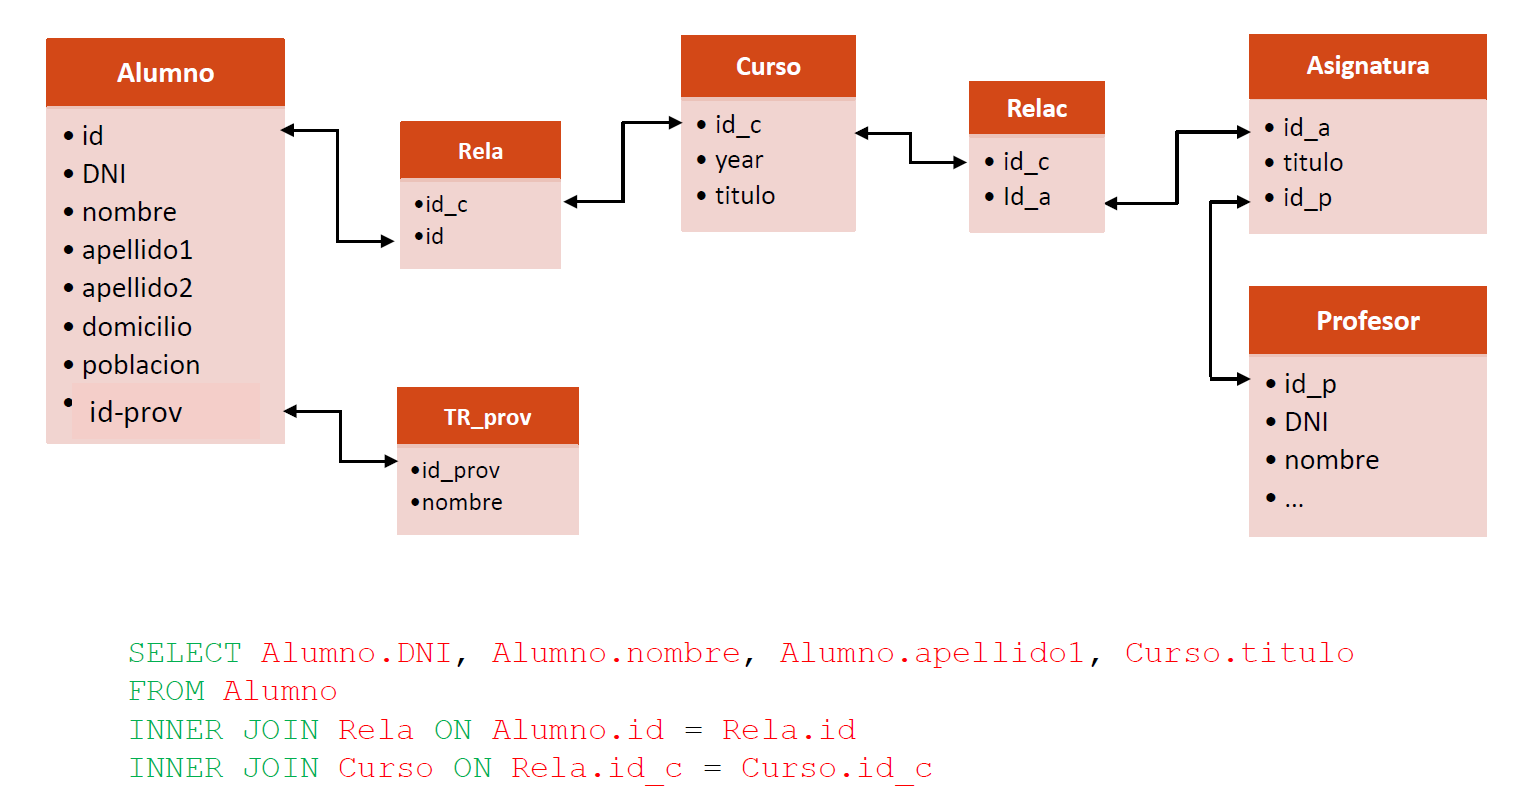 Alumno
• id
• DNI
• nombre
• apellido1
• apellido2
• domicilio
• poblacion
• id-prov
Rela
•id_c
•id
TR_prov
•id_prov
•nombre
Curso
• id_c
• year
• titulo
Relac
• id_c
• Id_a
Asignatura
• id_a
• titulo
• id_p
Profesor
• id_p
• DNI
• nombre
• ...
SELECT Alumno.DNI, Alumno.nombre, Alumno.apellido1, Curso.titulo
FROM Alumno
INNER JOIN Rela ON Alumno.id = Rela.id
INNER JOIN Curso ON Rela.id_c = Curso.id_c